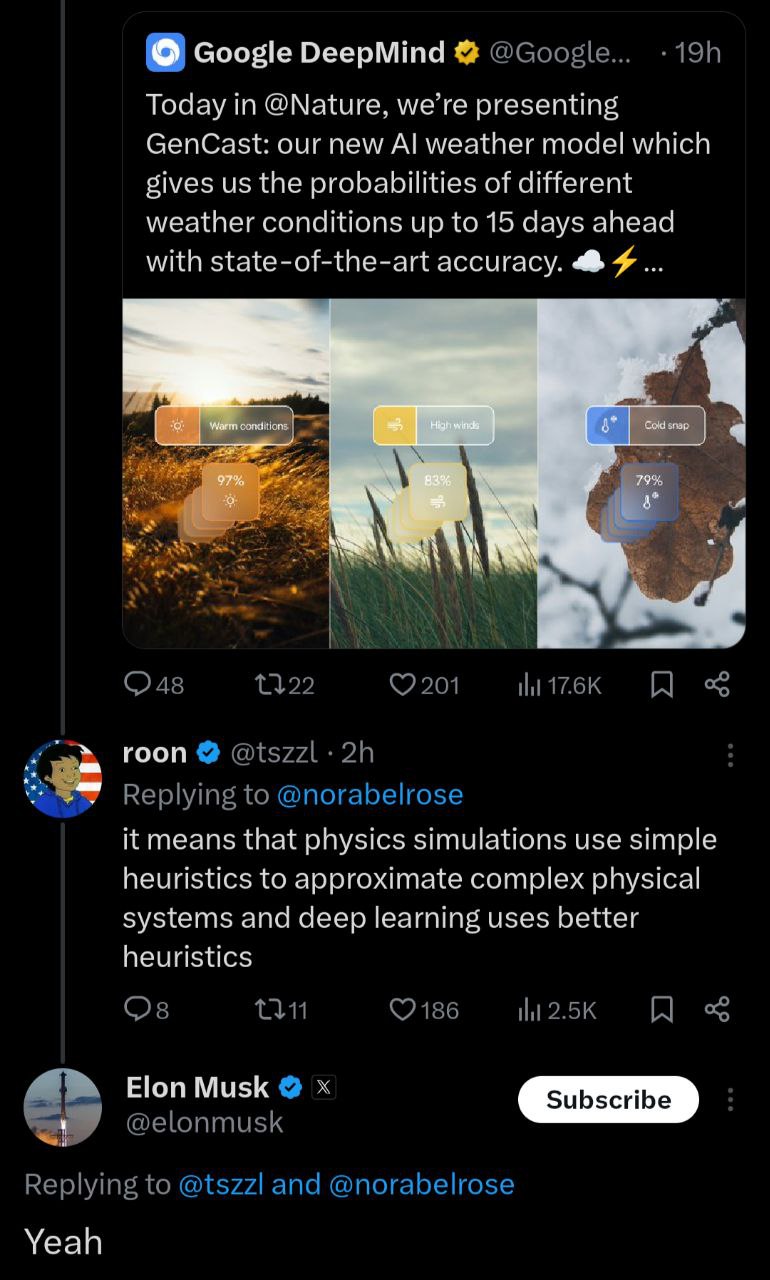 Google DeepMind @Google... · 19h
Today in @Nature, we’re presenting
GenCast: our new AI weather model which
gives us the probabilities of different
weather conditions up to 15 days ahead
with state-of-the-art accuracy. ☁️⚡...
Warm conditions
97%
High winds
83%
Cold snap
79%
48 22 201 17.6K
roon @tszzl · 2h
Replying to @norabelrose
it means that physics simulations use simple
heuristics to approximate complex physical
systems and deep learning uses better
heuristics
8 11 186 2.5K
Elon Musk X
Subscribe
@elonmusk
Replying to @tszzl and @norabelrose
Yeah